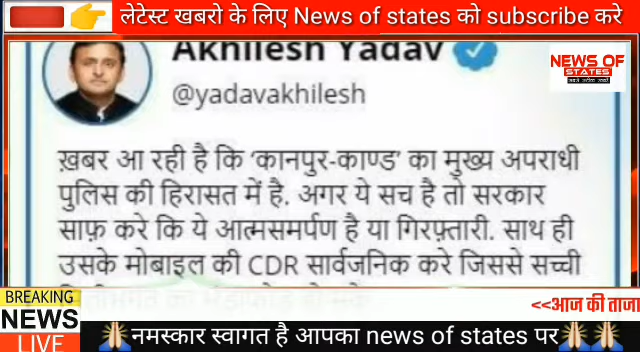 लेटेस्ट खबरो के लिए News of states को subscribe करे
Akhilesh Yadav
@yadavakhilesh
NEWS OF
STATES
ख़बर आ रही है कि ‘कानपुर-काण्ड’ का मुख्य अपराधी
पुलिस की हिरासत में है. अगर ये सच है तो सरकार
साफ़ करे कि ये आत्मसमर्पण है या गिरफ़्तारी. साथ ही
उसके मोबाइल की CDR सार्वजनिक करे जिससे सच्ची
BREAKING
NEWS
LIVE
<<आज की ताजा
नमस्कार स्वागत है आपका news of states पर